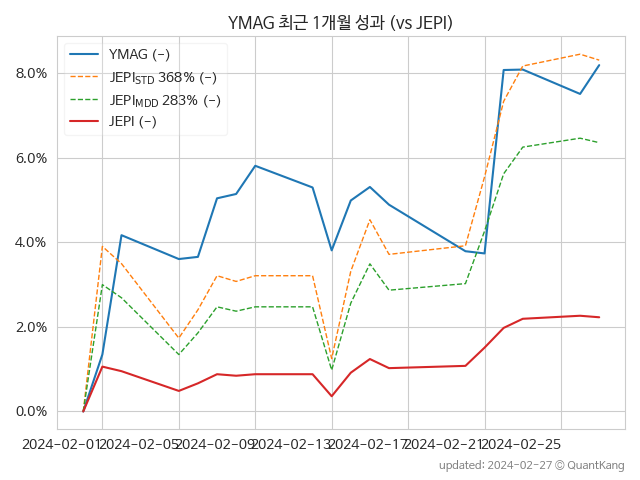 YMAG 최근 1개월 성과 (vs JEPI)
YMAG (-)
JEPI_STD 368% (-)
JEPI_MDD 283% (-)
JEPI (-)
8.0%
6.0%
4.0%
2.0%
0.0%
2024-02-01 2024-02-05 2024-02-09 2024-02-13 2024-02-17 2024-02-21 2024-02-25
updated: 2024-02-27 © QuantKang